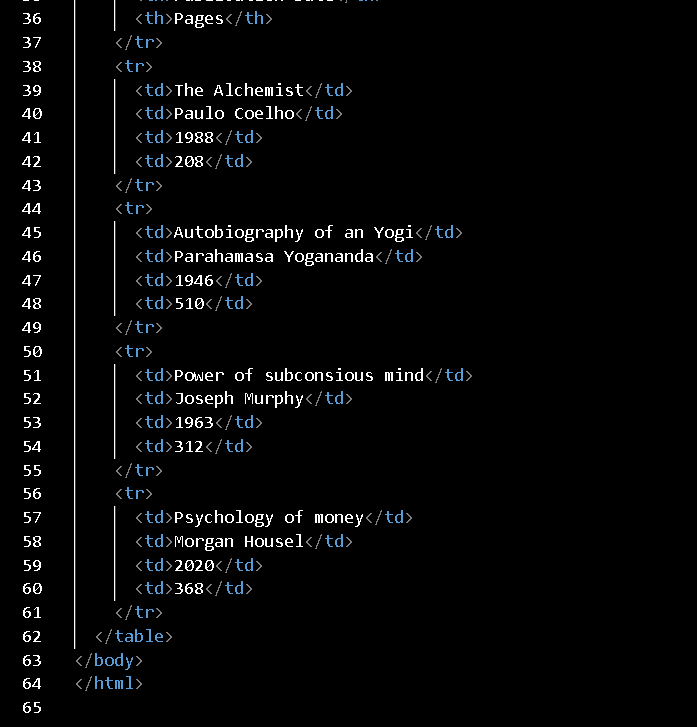 36 <th>Pages</th>
37 </tr>
38 <tr>
39 <td>The Alchemist</td>
40 <td>Paulo Coelho</td>
41 <td>1988</td>
42 <td>208</td>
43 </tr>
44 <tr>
45 <td>Autobiography of an Yogi</td>
46 <td>Parahamasa Yogananda</td>
47 <td>1946</td>
48 <td>510</td>
49 </tr>
50 <tr>
51 <td>Power of subconsious mind</td>
52 <td>Joseph Murphy</td>
53 <td>1963</td>
54 <td>312</td>
55 </tr>
56 <tr>
57 <td>Psychology of money</td>
58 <td>Morgan Housel</td>
59 <td>2020</td>
60 <td>368</td>
61 </tr>
62 </table>
63 </body>
64 </html>
65